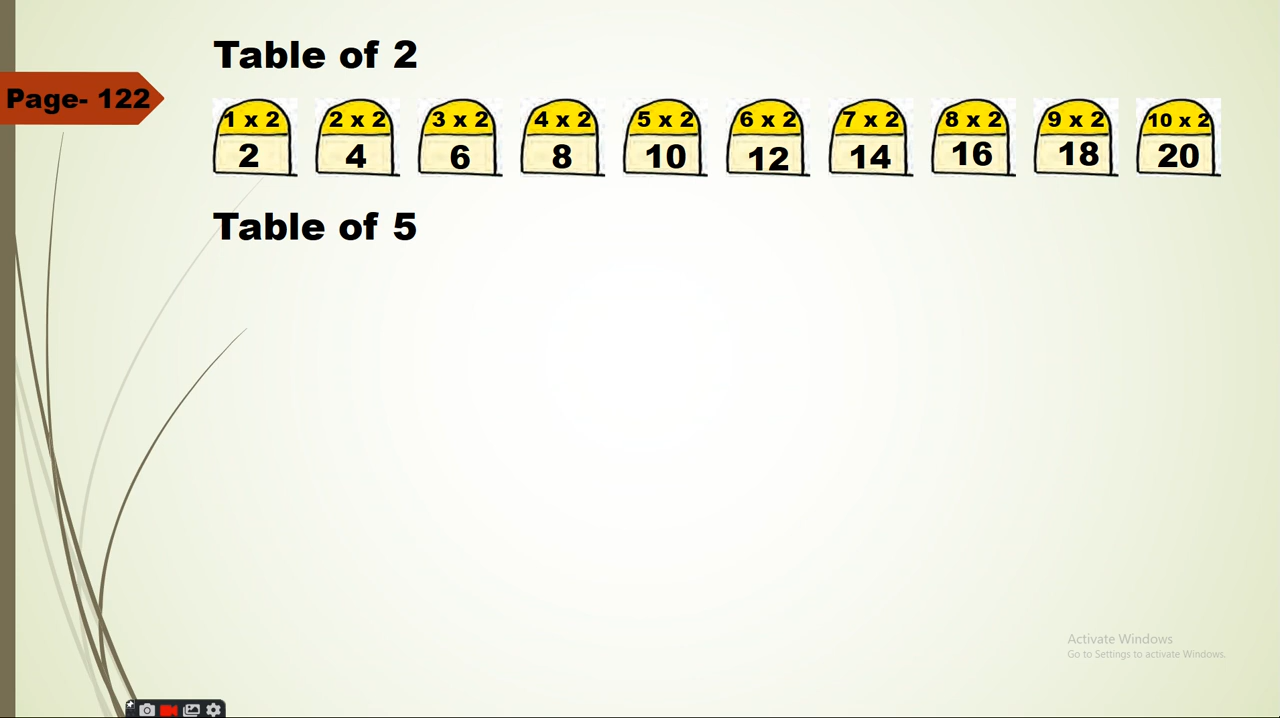 Table of 2
Page- 122
1 x 2 2 x 2 3 x 2 4 x 2 5 x 2 6 x 2 7 x 2 8 x 2 9 x 2 10 x 2
2 4 6 8 10 12 14 16 18 20
Table of 5
Activate Windows
Go to Settings to activate Windows.